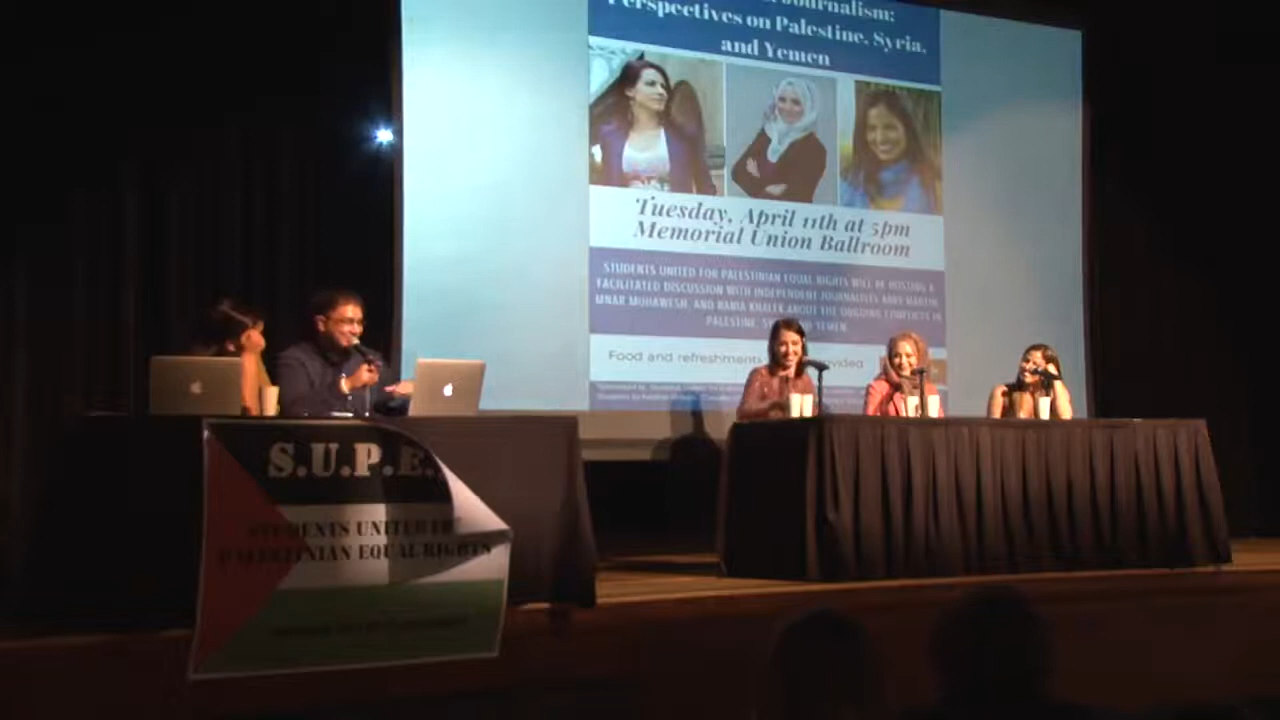 Journalism:
Perspectives on Palestine, Syria,
and Yemen
Tuesday, April 11th at 5pm
Memorial Union Ballroom
STUDENTS UNITED FOR PALESTINIAN EQUAL RIGHTS WILL BE HOSTING A
FACILITATED DISCUSSION WITH INDEPENDENT JOURNALISTS ABBY MARTIN,
MNAR MUHAWESH, AND RANIA KHALEK ABOUT THE ONGOING CONFLICTS IN
PALESTINE, YEMEN
Food and refreshments
S.U.P.E.
STUDENTS UNITED
PALESTINIAN EQUAL RIGHTS